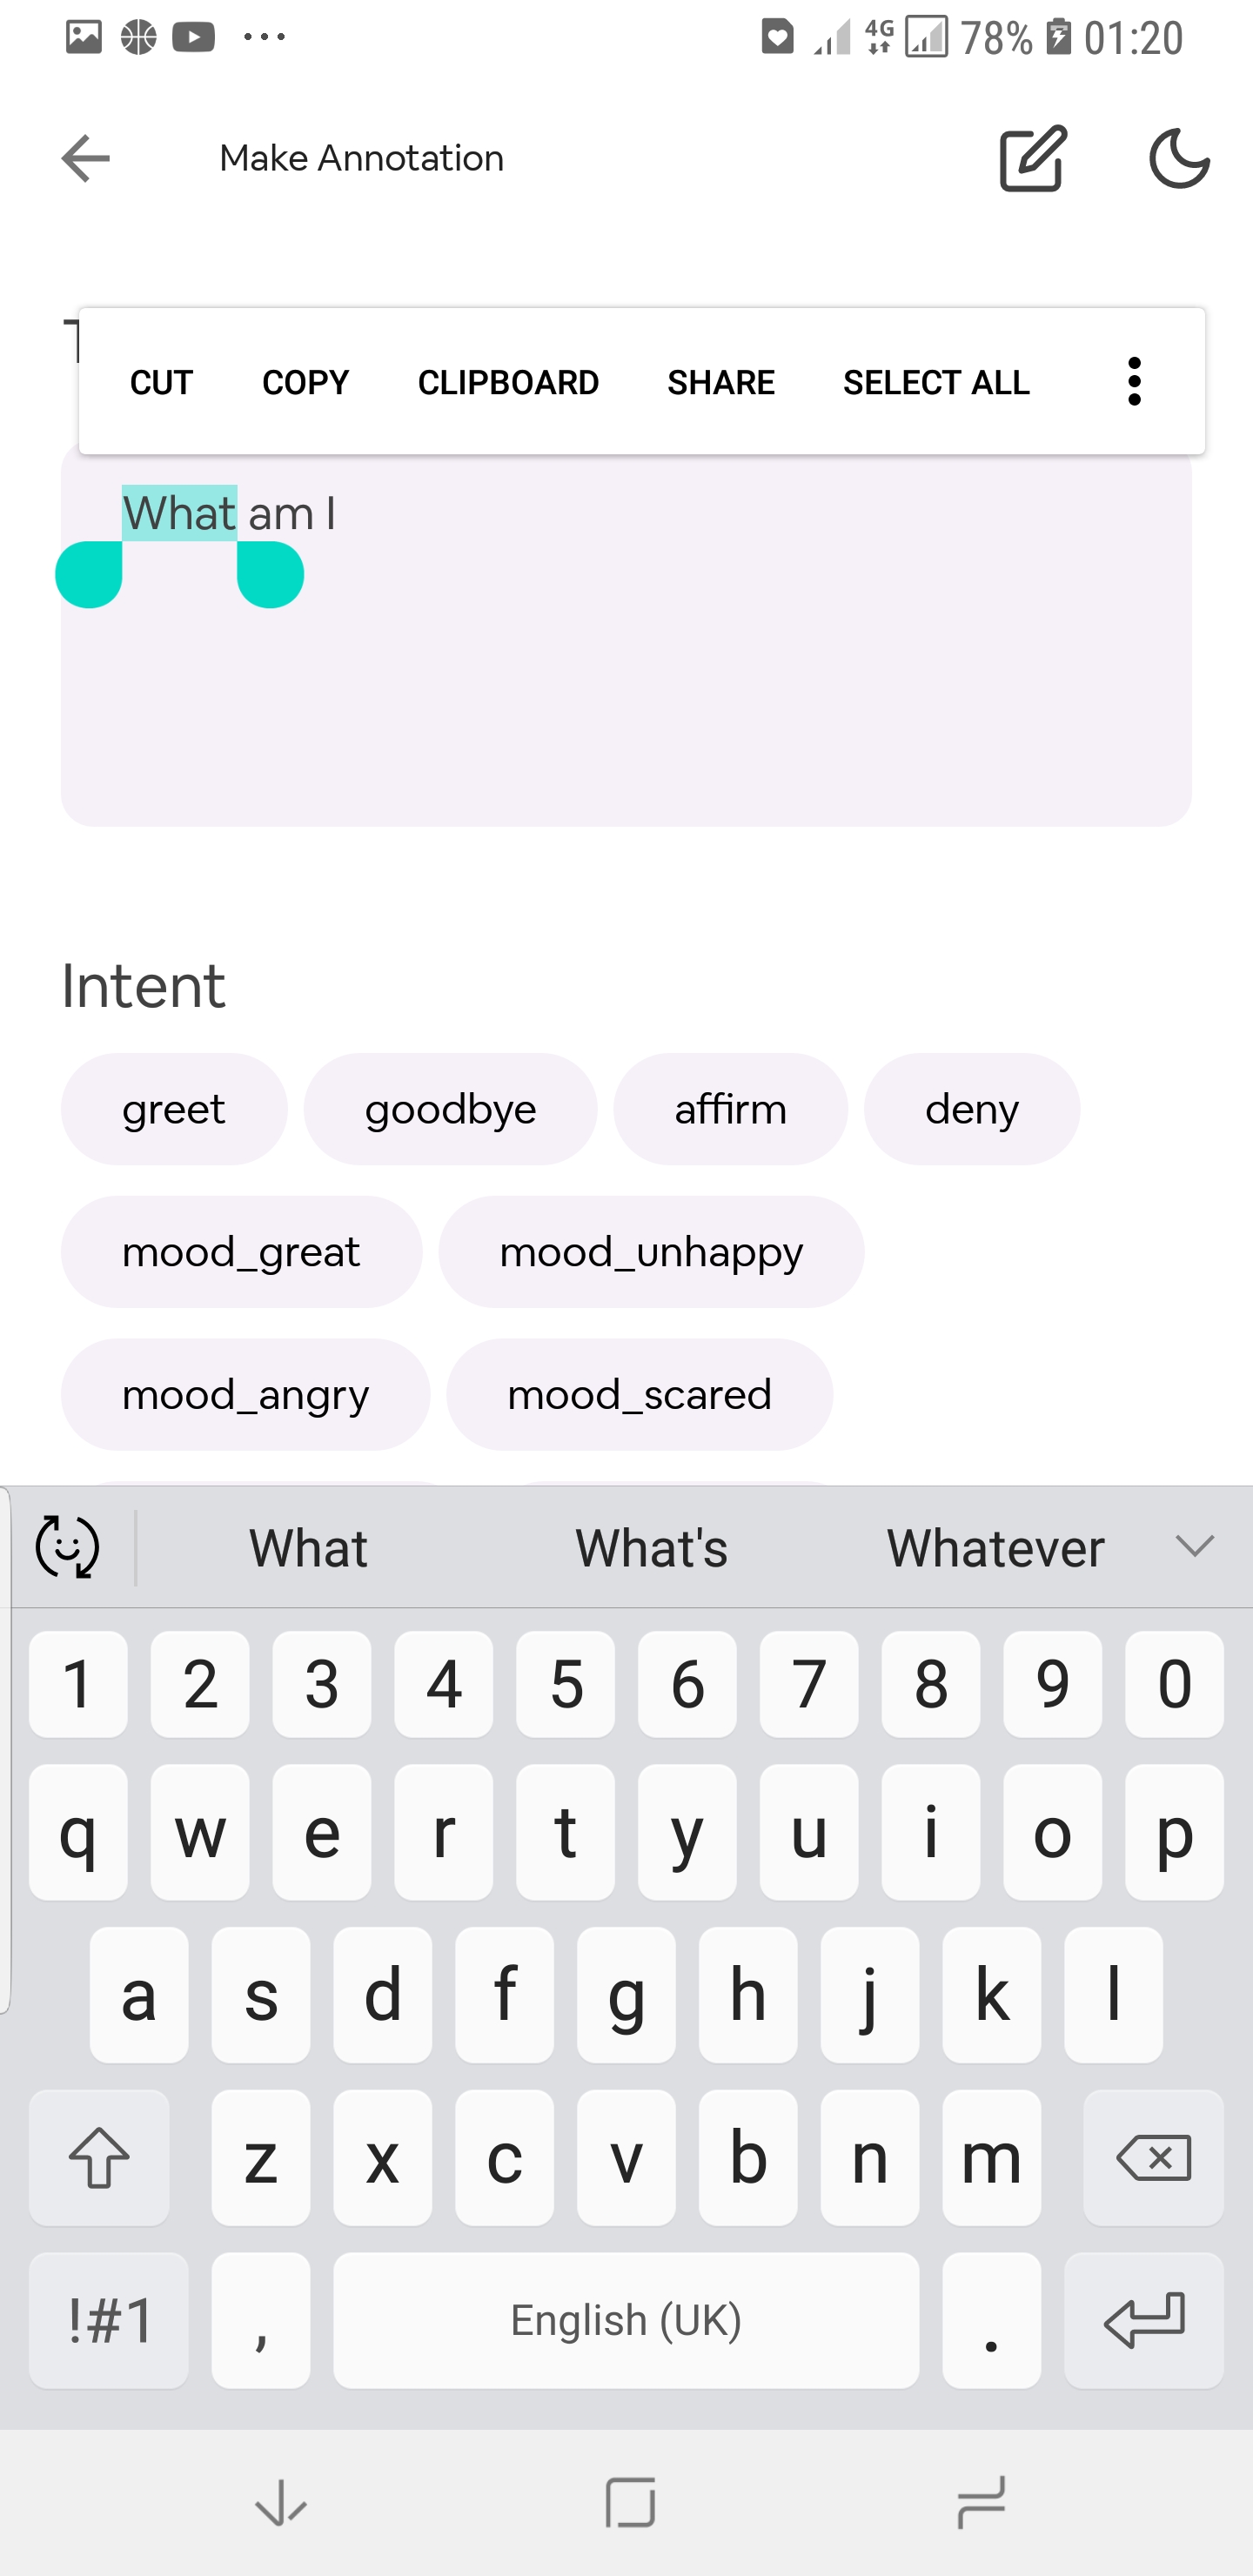 4G 78% 01:20
Make Annotation
CUT COPY CLIPBOARD SHARE SELECT ALL
What am I
Intent
greet goodbye affirm deny
mood_great mood_unhappy
mood_angry mood_scared
What What's Whatever
1 2 3 4 5 6 7 8 9 0
q w e r t y u i o p
a s d f g h j k l
z x c v b n m
!#1 , English (UK) .